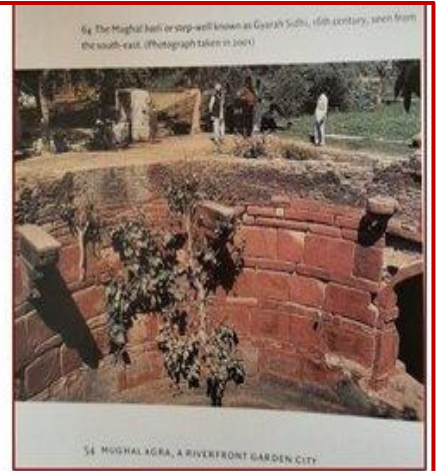 64 The Mughal baoli or step-well known as Gyarah Sidhi, 16th century, seen from
the south-east. (Photograph taken in 2001)
54 MUGHAL AGRA, A RIVERFRONT GARDEN CITY